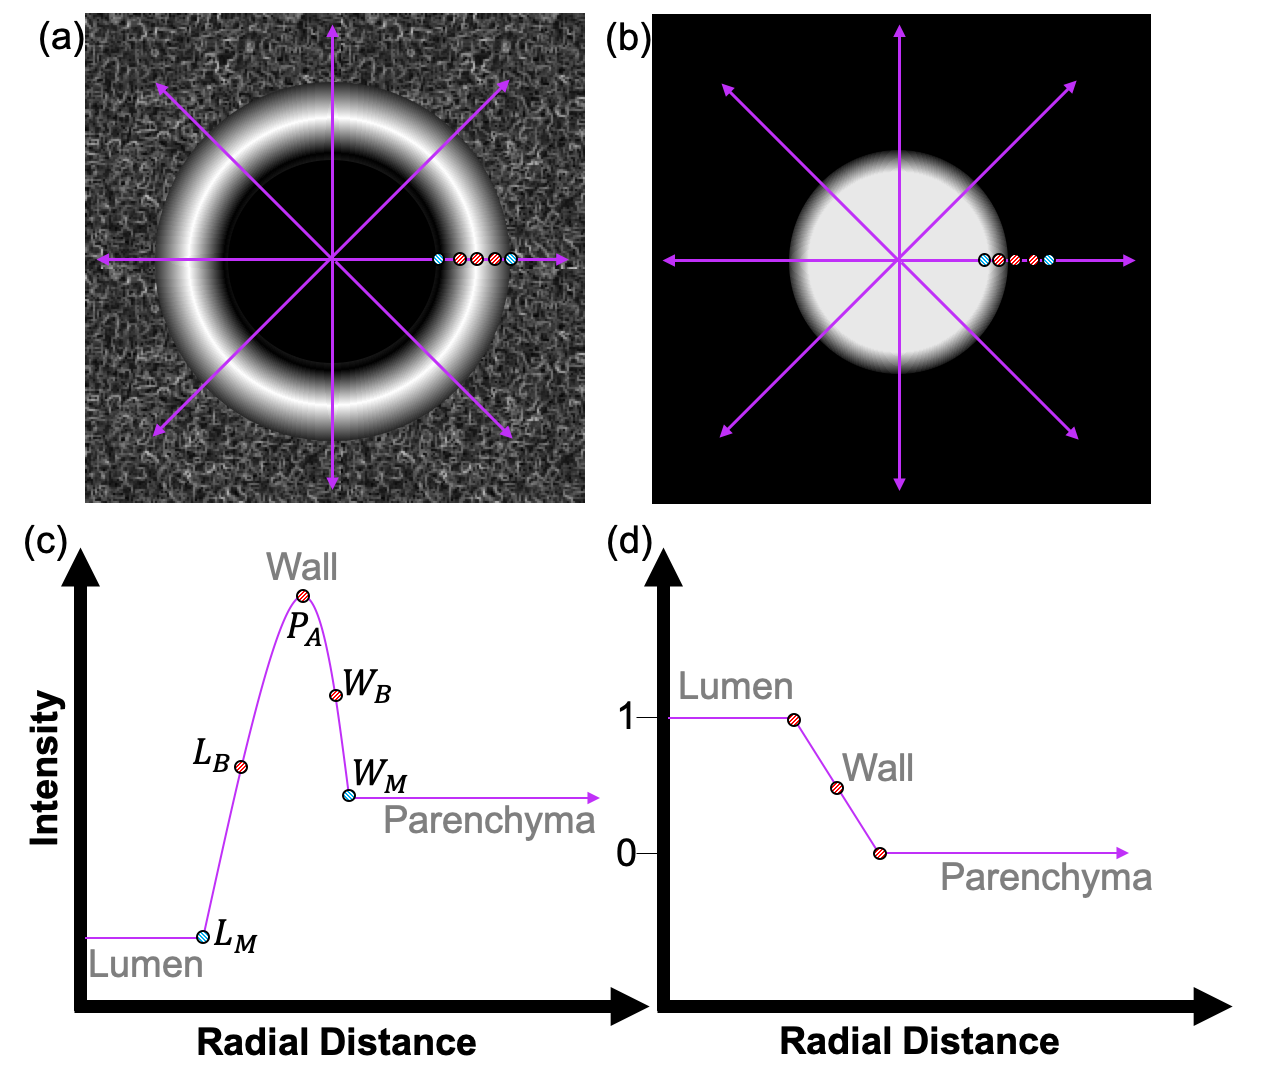 (a)
(b)
(c)
Wall
P_A
W_B
L_B
W_M
Parenchyma
L_M
Lumen
Intensity
Radial Distance
(d)
Lumen
1
Wall
0
Parenchyma
Radial Distance